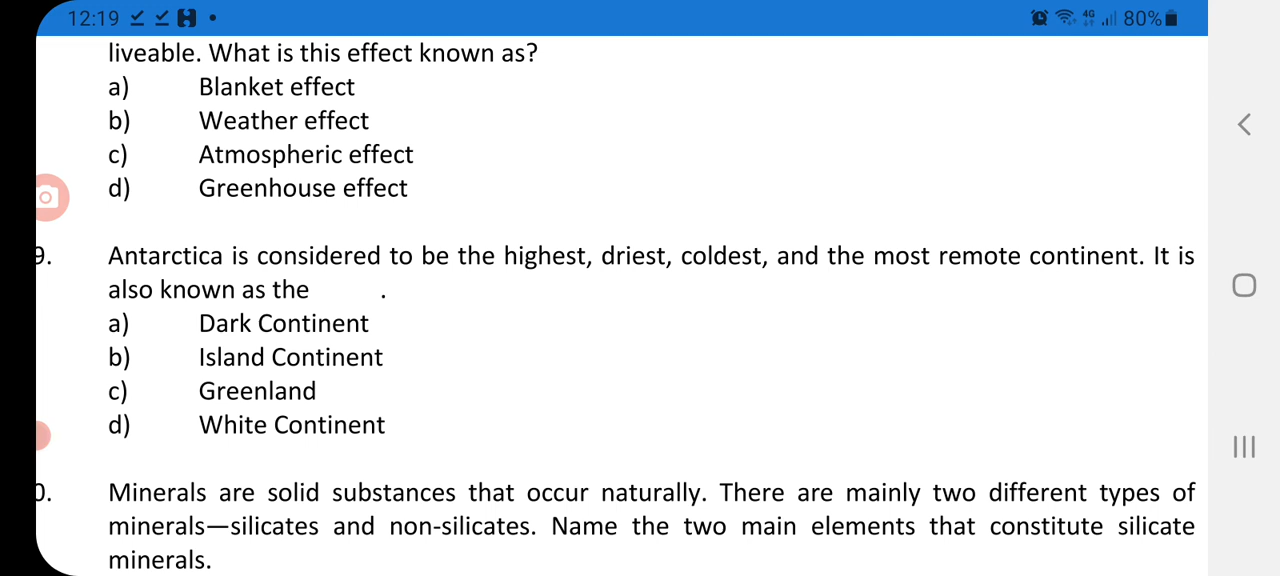 12:19 4G 80%
liveable. What is this effect known as?
a) Blanket effect
b) Weather effect
c) Atmospheric effect
d) Greenhouse effect
9. Antarctica is considered to be the highest, driest, coldest, and the most remote continent. It is
also known as the .
a) Dark Continent
b) Island Continent
c) Greenland
d) White Continent
0. Minerals are solid substances that occur naturally. There are mainly two different types of
minerals—silicates and non-silicates. Name the two main elements that constitute silicate
minerals.